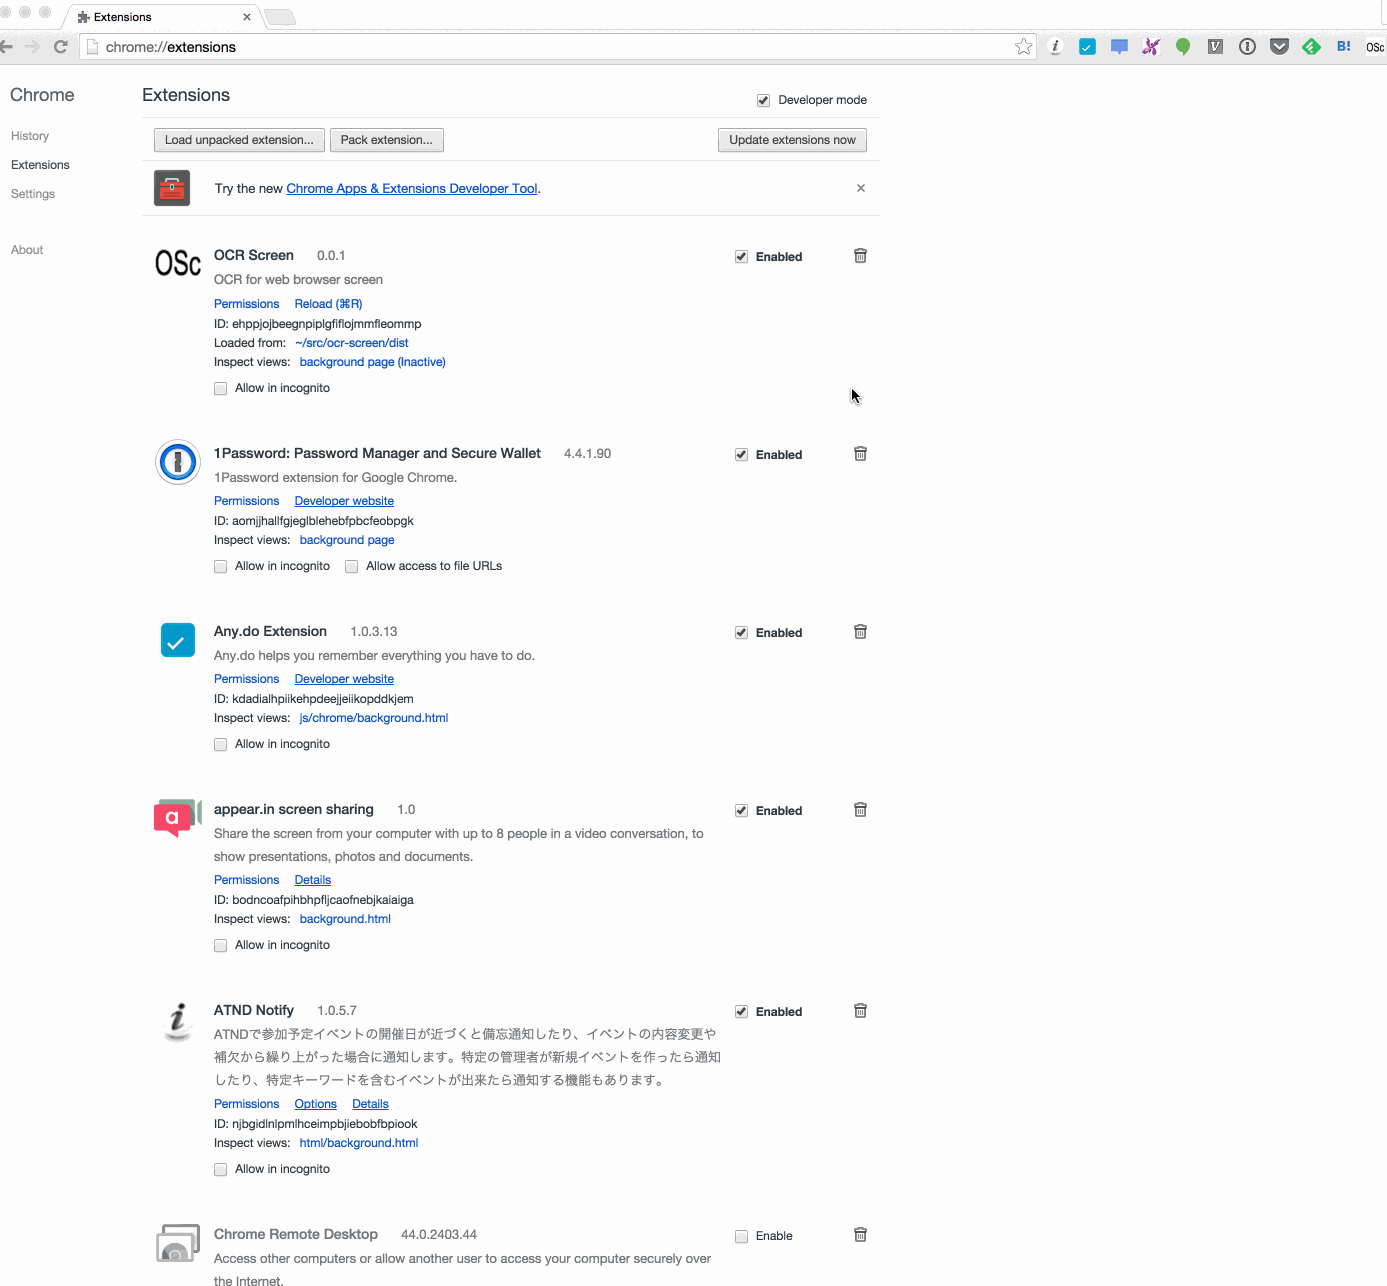 Extensions
chrome://extensions
i V B! OSc
Chrome
History
Extensions
Settings
About
Extensions
Developer mode
Load unpacked extension... Pack extension... Update extensions now
Try the new Chrome Apps & Extensions Developer Tool.
OSc
OCR Screen 0.0.1
Enabled
OCR for web browser screen
Permissions Reload (⌘R)
ID: ehppjojbeegnpiplgfiflojmmfleommp
Loaded from: ~/src/ocr-screen/dist
Inspect views: background page (Inactive)
Allow in incognito
1Password: Password Manager and Secure Wallet 4.4.1.90
Enabled
1Password extension for Google Chrome.
Permissions Developer website
ID: aomjjhallfgjeglblehebfpbcfeobpgk
Inspect views: background page
Allow in incognito Allow access to file URLs
Any.do Extension 1.0.3.13
Enabled
Any.do helps you remember everything you have to do.
Permissions Developer website
ID: kdadialhpiikehpdeejjeiikopddkjem
Inspect views: js/chrome/background.html
Allow in incognito
a
appear.in screen sharing 1.0
Enabled
Share the screen from your computer with up to 8 people in a video conversation, to
show presentations, photos and documents.
Permissions Details
ID: bodncoafpihbhpfljcaofnebjkaiaiga
Inspect views: background.html
Allow in incognito
i
ATND Notify 1.0.5.7
Enabled
ATNDで参加予定イベントの開催日が近づくと備忘通知したり、イベントの内容変更や
補欠から繰り上がった場合に通知します。特定の管理者が新規イベントを作ったら通知
したり、特定キーワードを含むイベントが出来たら通知する機能もあります。
Permissions Options Details
ID: njbgidlnlpmlhceimpbjiebobfbpiook
Inspect views: html/background.html
Allow in incognito
Chrome Remote Desktop 44.0.2403.44
Enable
Access other computers or allow another user to access your computer securely over
the Internet.